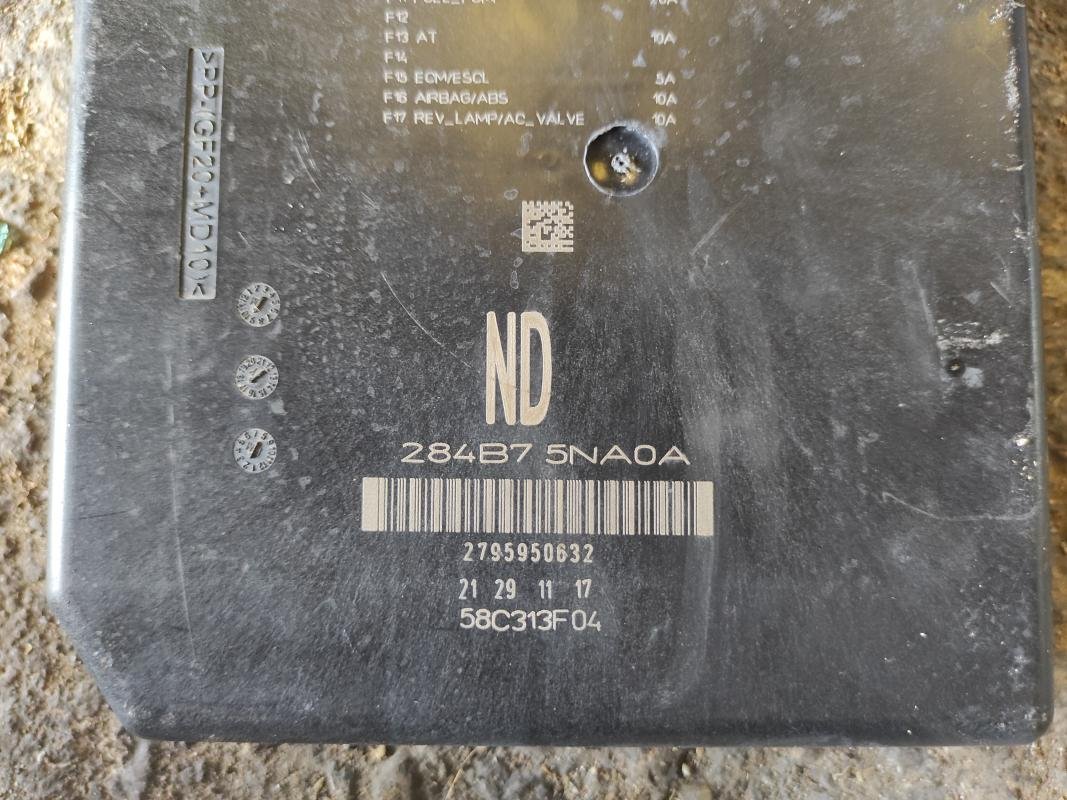 F12
F13 AT 10A
F14
F15 ECM/ESCL 5A
F16 AIRBAG/ABS 10A
F17 REV_LAMP/AC_VALVE 10A
>PP-(GF20+MD10)<
ND
284B7 5NA0A
2795950632
21 29 11 17
58C313F04